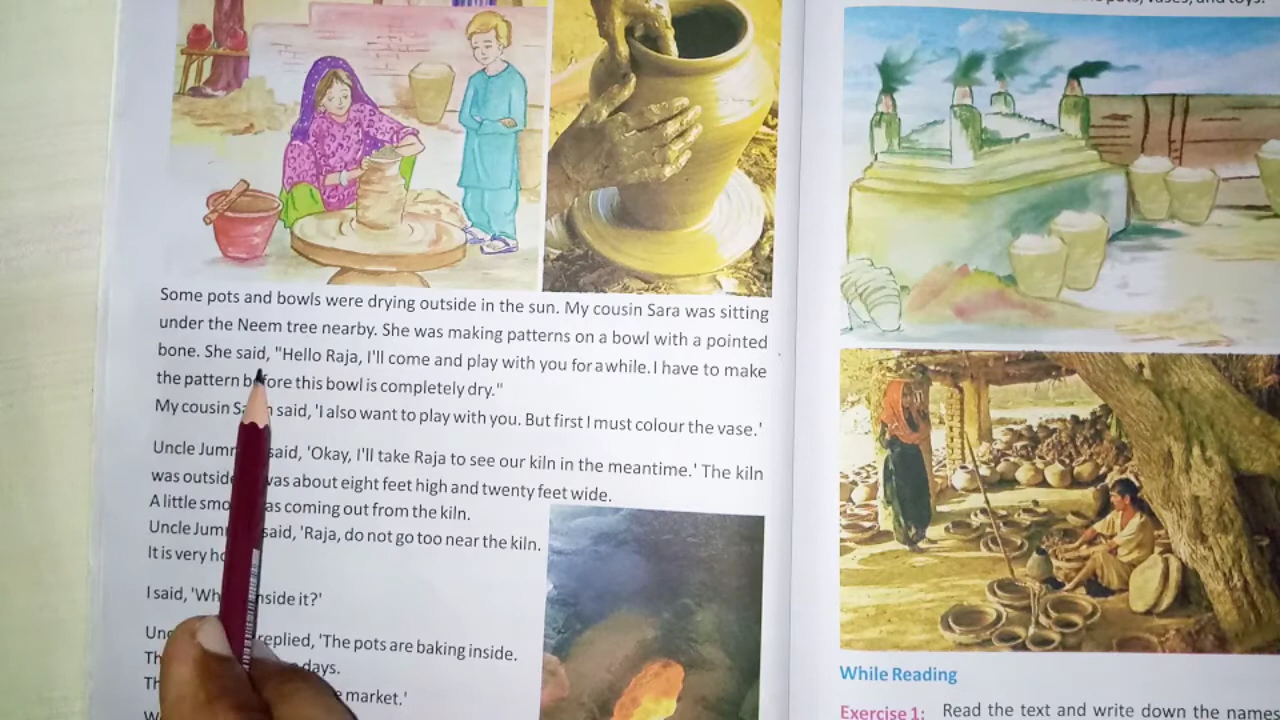 Some pots and bowls were drying outside in the sun. My cousin Sara was sitting
under the Neem tree nearby. She was making patterns on a bowl with a pointed
bone. She said, "Hello Raja, I'll come and play with you for awhile. I have to make
the pattern before this bowl is completely dry."
My cousin said, 'I also want to play with you. But first I must colour the vase.'
Uncle said, 'Okay, I'll take Raja to see our kiln in the meantime.' The kiln
was outside was about eight feet high and twenty feet wide.
A little coming out from the kiln.
Uncle said, 'Raja, do not go too near the kiln.
It is very
I said, inside it?'
replied, 'The pots are baking inside.
days.
market.'
pots, vases, and toys.
While Reading
Exercise 1: Read the text and write down the names